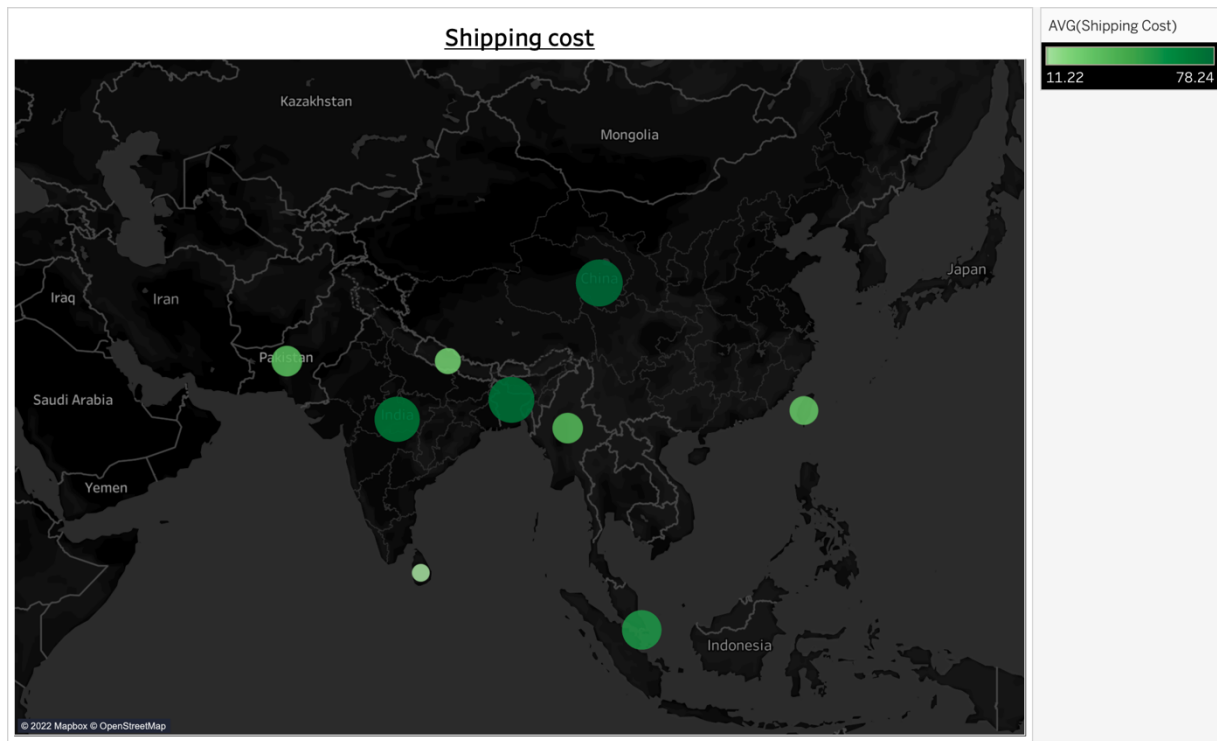 Shipping cost
AVG(Shipping Cost)
11.22 78.24
Kazakhstan
Mongolia
China
Japan
Iraq
Iran
Pakistan
Saudi Arabia
India
Yemen
Indonesia
© 2022 Mapbox © OpenStreetMap